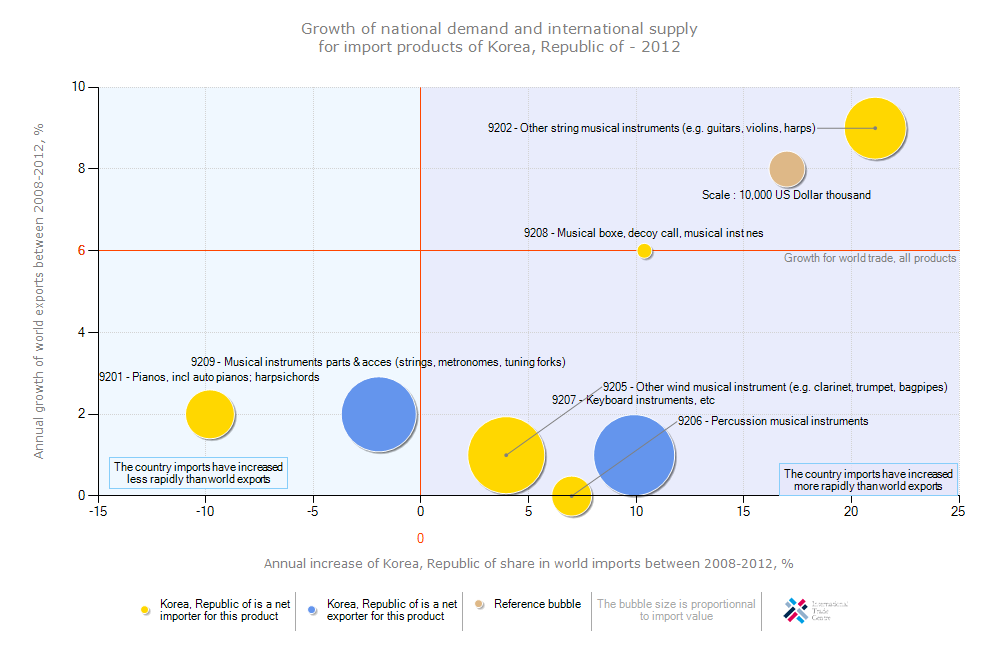 Growth of national demand and international supply
for import products of Korea, Republic of - 2012
Annual growth of world exports between 2008-2012, %
10
8
6
4
2
0
9202 - Other string musical instruments (e.g. guitars, violins, harps)
Scale : 10,000 US Dollar thousand
9208 - Musical boxe, decoy call, musical inst nes
Growth for world trade, all products
9209 - Musical instruments parts & acces (strings, metronomes, tuning forks)
9201 - Pianos, incl auto pianos; harpsichords
9205 - Other wind musical instrument (e.g. clarinet, trumpet, bagpipes)
9207 - Keyboard instruments, etc
9206 - Percussion musical instruments
The country imports have increased
less rapidly than world exports
The country imports have increased
more rapidly than world exports
-15 -10 -5 0 5 10 15 20 25
0
Annual increase of Korea, Republic of share in world imports between 2008-2012, %
Korea, Republic of is a net
importer for this product
Korea, Republic of is a net
exporter for this product
Reference bubble
The bubble size is proportionnal
to import value
International
Trade
Centre